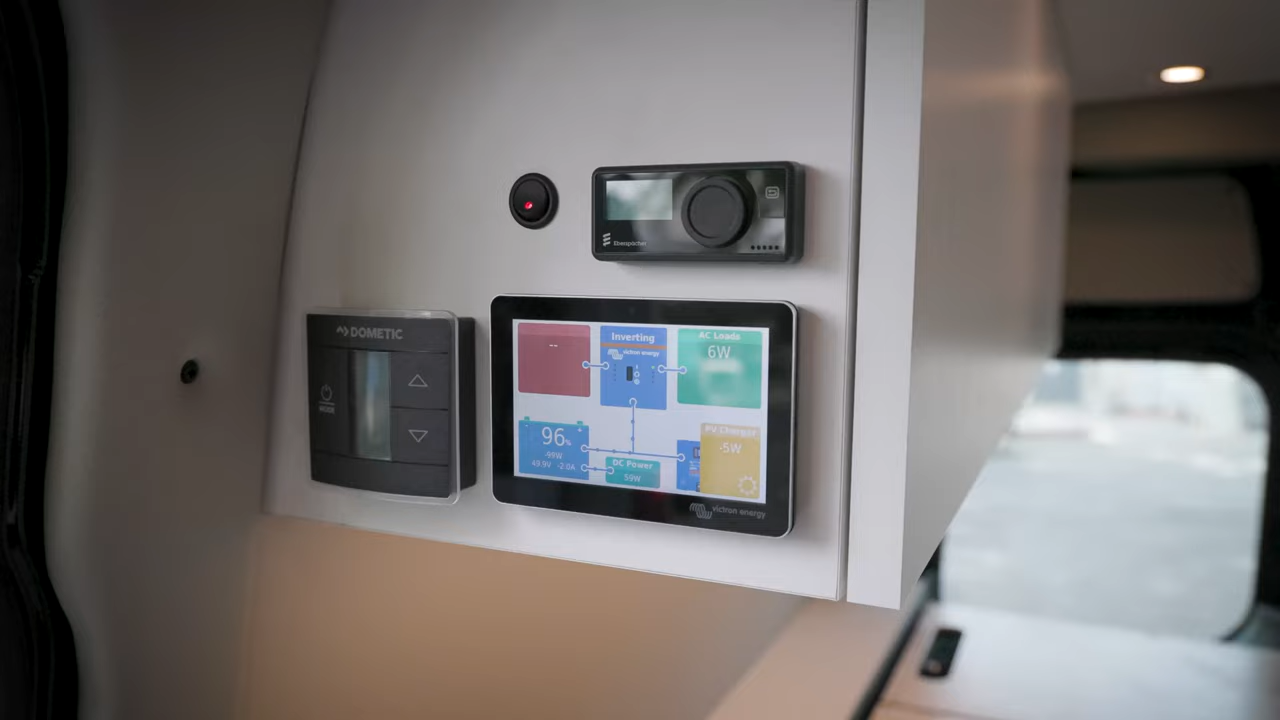 Eberspächer
DOMETIC
MODE
--
Inverting
victron energy
AC Loads
6W
96%
-99W
49.9V -2.0A
DC Power
59W
PV Charger
-5W
victron energy